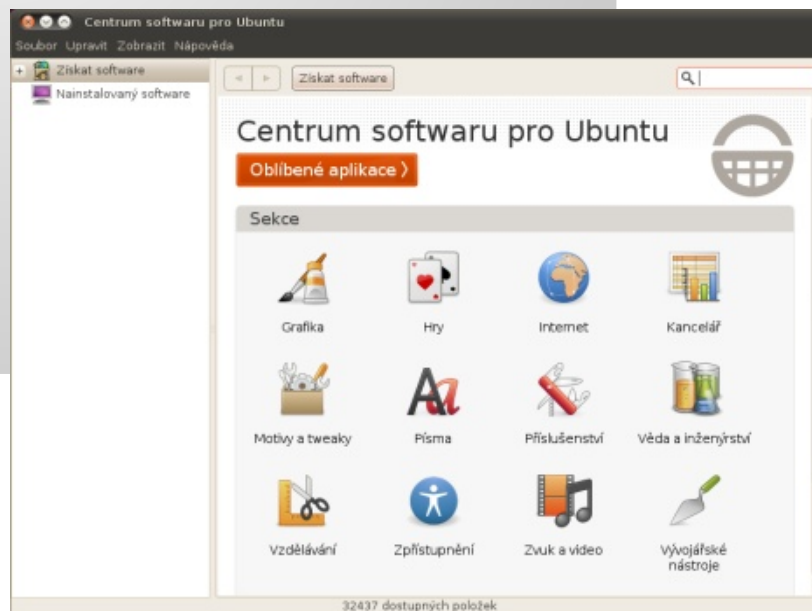 Centrum softwaru pro Ubuntu
Soubor Upravit Zobrazit Nápověda
Získat software
Nainstalovaný software
Získat software
Centrum softwaru pro Ubuntu
Oblíbené aplikace ⟩
Sekce
Grafika Hry Internet Kancelář
Motivy a tweaky Písma Příslušenství Věda a inženýrství
Vzdělávání Zpřístupnění Zvuk a video Vývojářské
nástroje
32437 dostupných položek